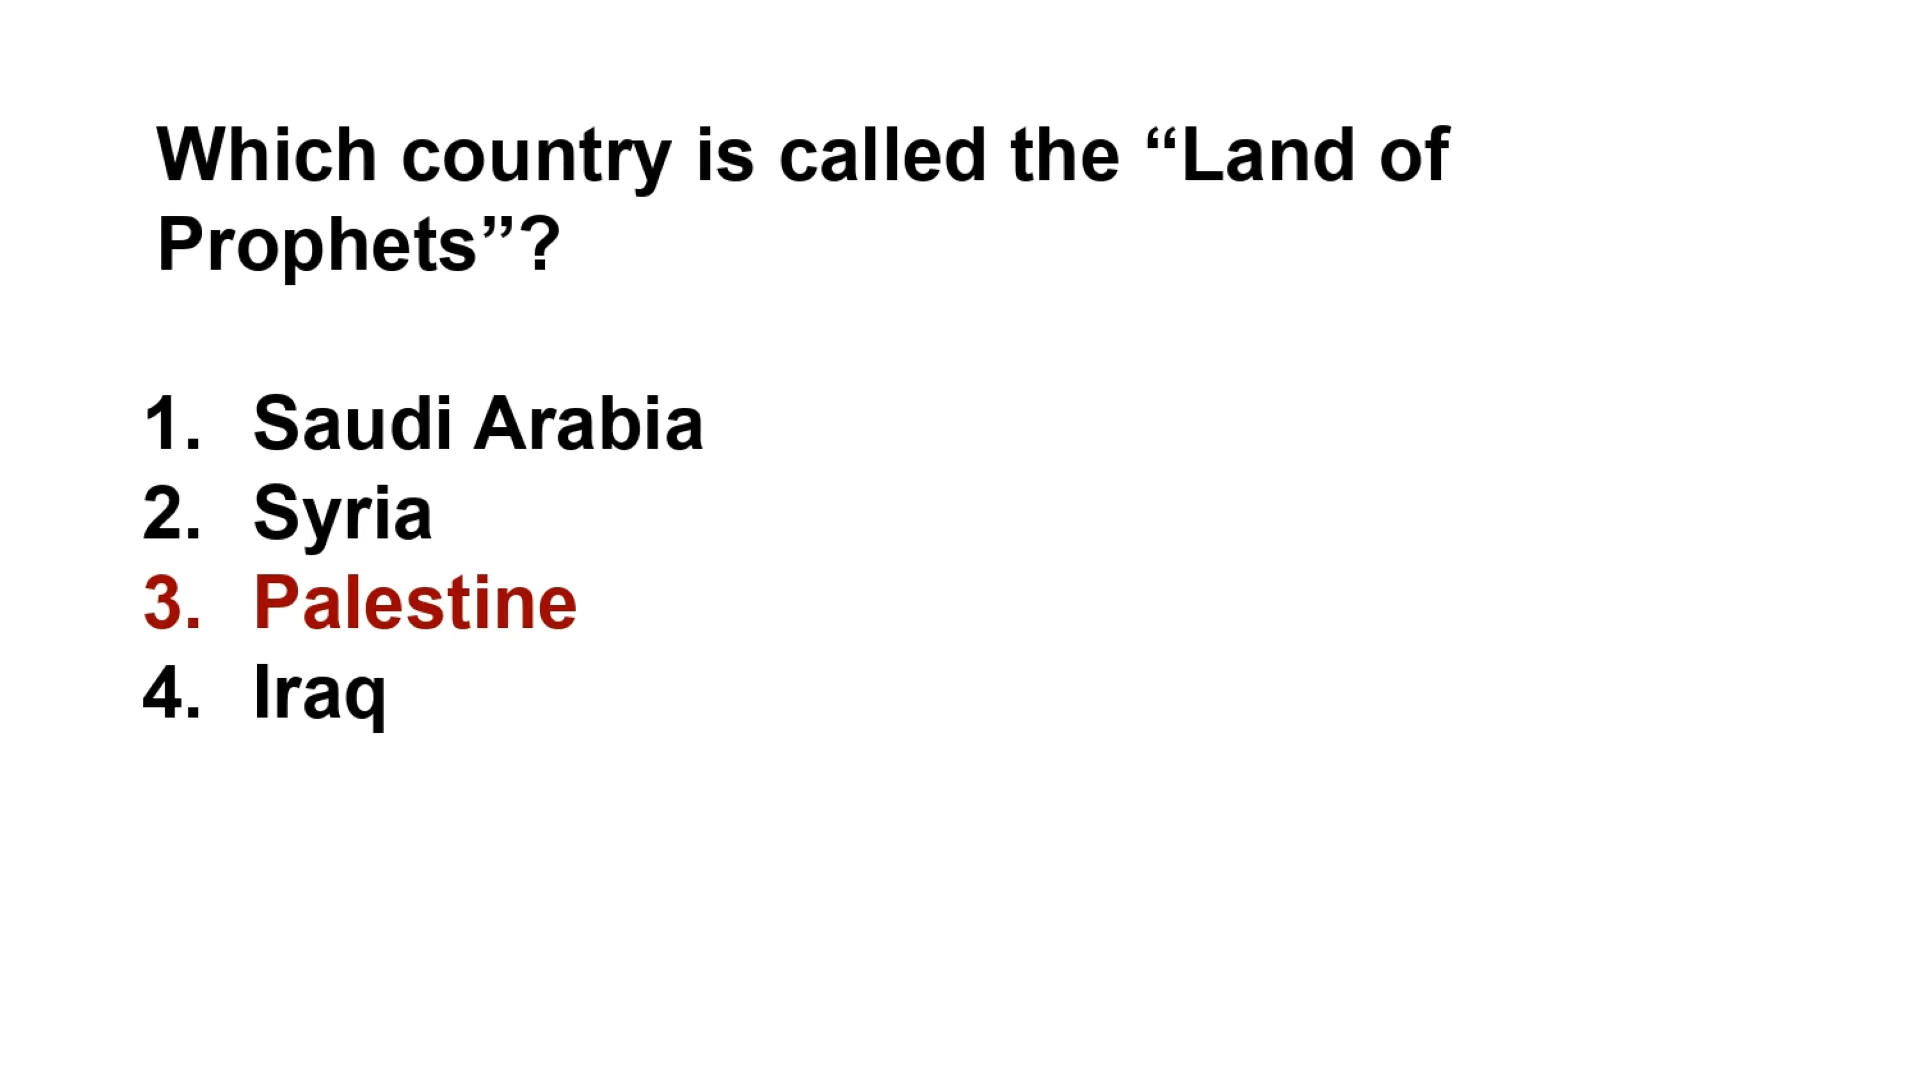 Which country is called the “Land of
Prophets”?
1. Saudi Arabia
2. Syria
3. Palestine
4. Iraq